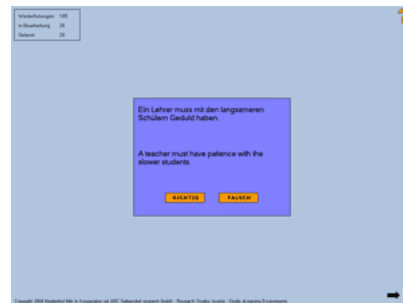 Wiederholungen 105
in Bearbeitung 26
Gelernt 26
Ein Lehrer muss mit den langsameren
Schülern Geduld haben.
A teacher must have patience with the
slower students.
RICHTIG FALSCH